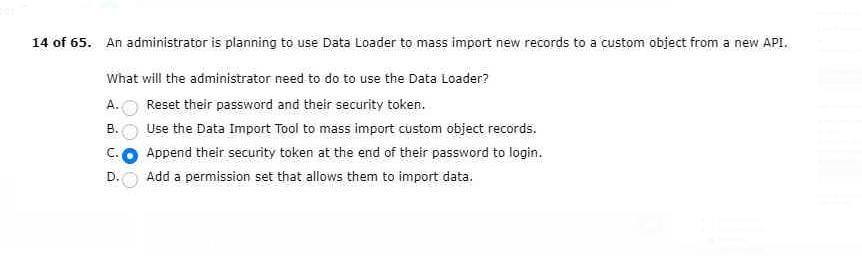 14 of 65. An administrator is planning to use Data Loader to mass import new records to a custom object from a new API.
What will the administrator need to do to use the Data Loader?
A. Reset their password and their security token.
B. Use the Data Import Tool to mass import custom object records.
C. Append their security token at the end of their password to login.
D. Add a permission set that allows them to import data.